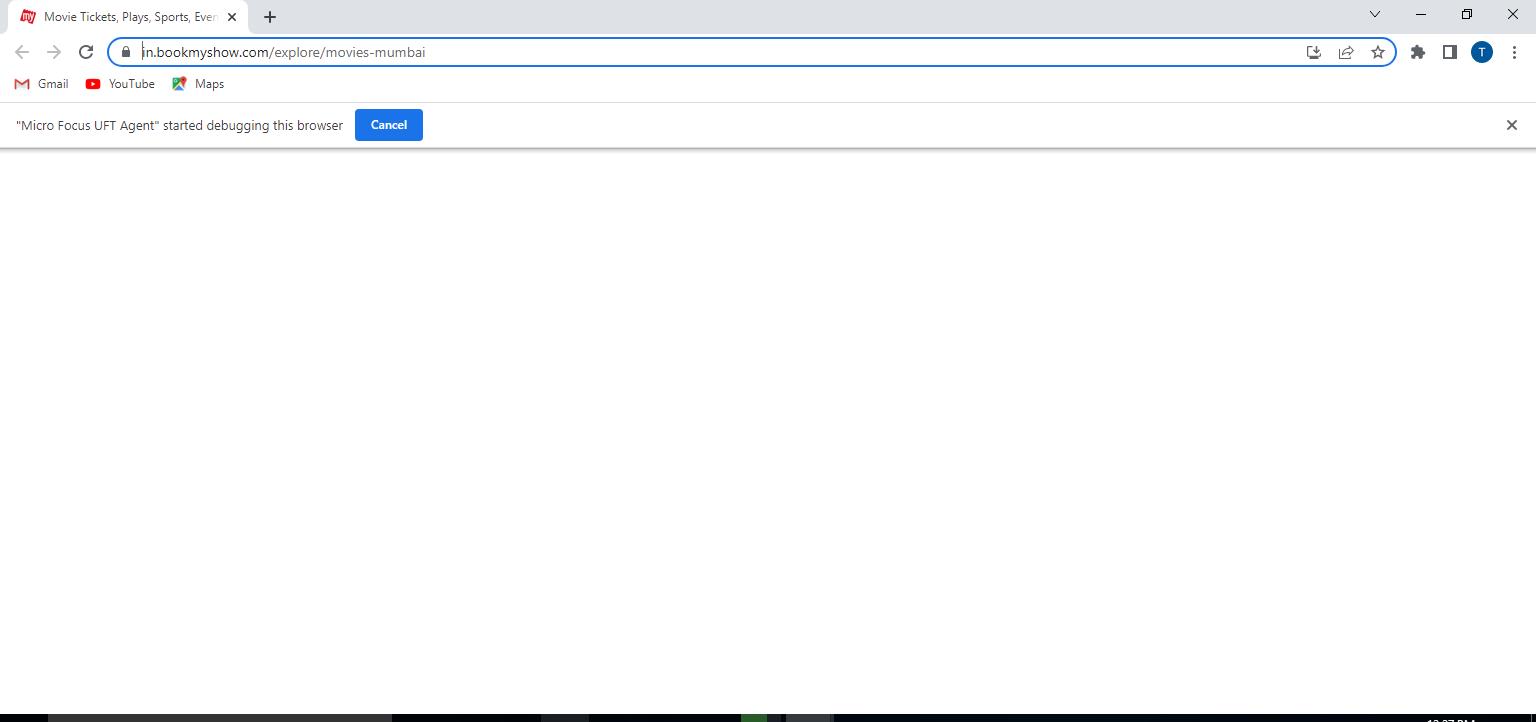 my Movie Tickets, Plays, Sports, Even
in.bookmyshow.com/explore/movies-mumbai
T
Gmail YouTube Maps
"Micro Focus UFT Agent" started debugging this browser Cancel